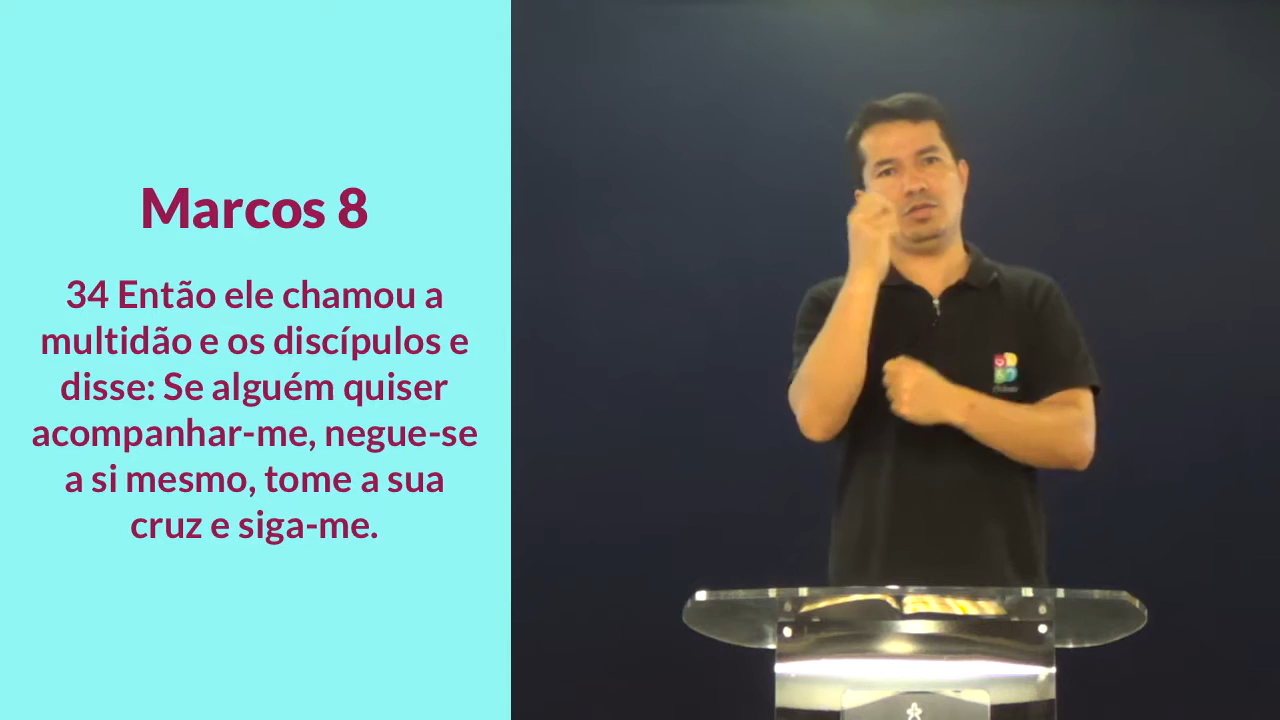 Marcos 8
34 Então ele chamou a
multidão e os discípulos e
disse: Se alguém quiser
acompanhar-me, negue-se
a si mesmo, tome a sua
cruz e siga-me.